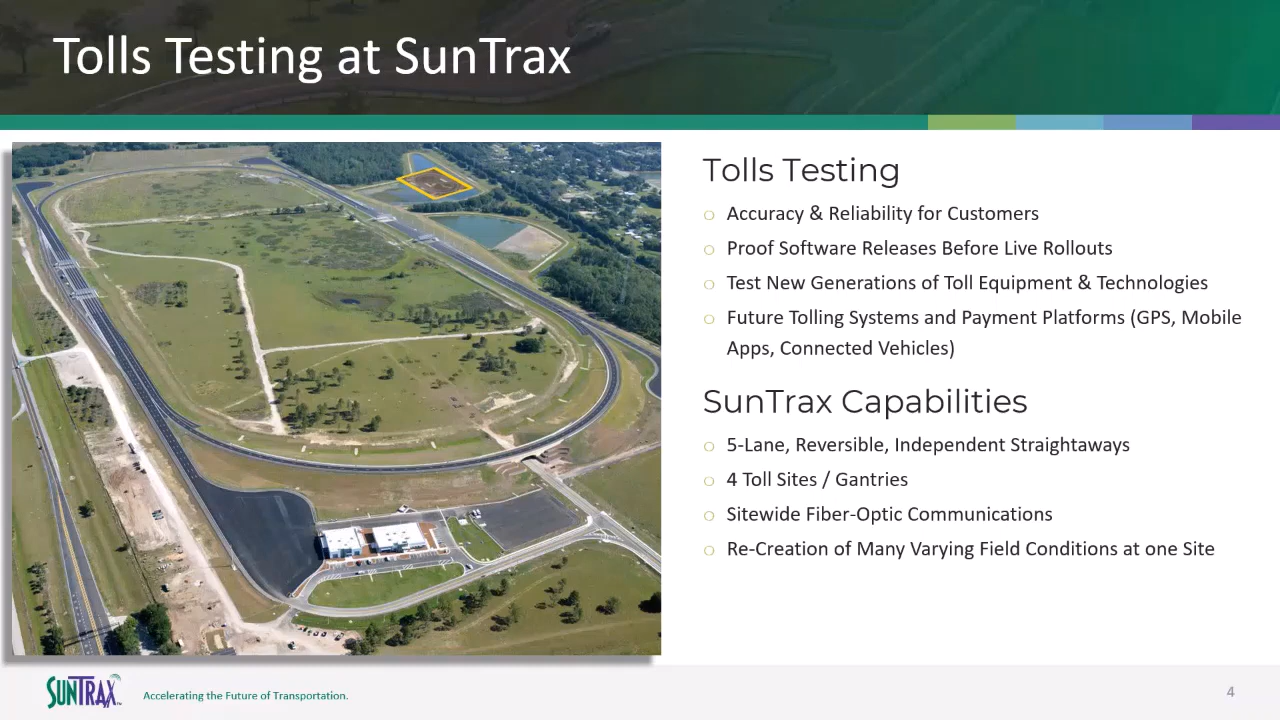 Tolls Testing at SunTrax
Tolls Testing
Accuracy & Reliability for Customers
Proof Software Releases Before Live Rollouts
Test New Generations of Toll Equipment & Technologies
Future Tolling Systems and Payment Platforms (GPS, Mobile
Apps, Connected Vehicles)
SunTrax Capabilities
5-Lane, Reversible, Independent Straightaways
4 Toll Sites / Gantries
Sitewide Fiber-Optic Communications
Re-Creation of Many Varying Field Conditions at one Site
SUNTRAX
Accelerating the Future of Transportation.
4